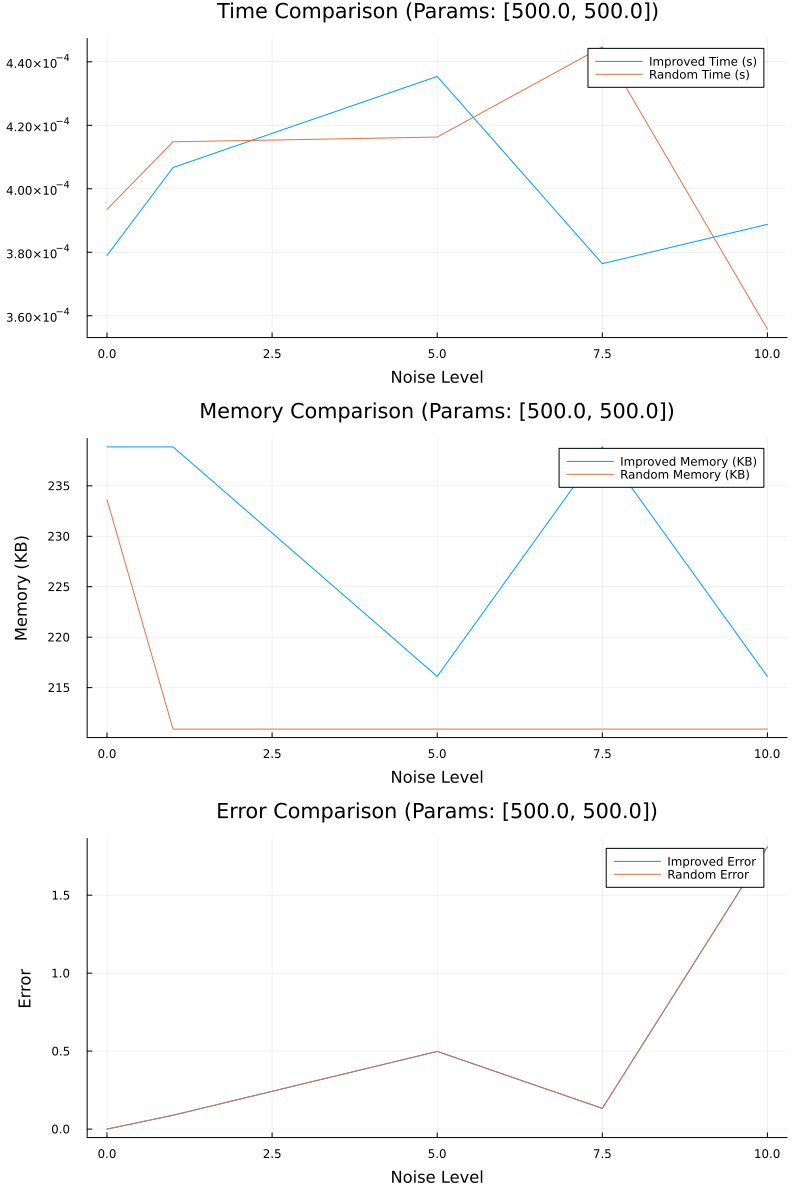 Time Comparison (Params: [500.0, 500.0])
4.40×10⁻⁴
Improved Time (s)
Random Time (s)
4.20×10⁻⁴
4.00×10⁻⁴
3.80×10⁻⁴
3.60×10⁻⁴
0.0 2.5 5.0 7.5 10.0
Noise Level
Memory Comparison (Params: [500.0, 500.0])
Improved Memory (KB)
Random Memory (KB)
235
230
225
220
215
Memory (KB)
0.0 2.5 5.0 7.5 10.0
Noise Level
Error Comparison (Params: [500.0, 500.0])
Improved Error
Random Error
1.5
1.0
0.5
0.0
Error
0.0 2.5 5.0 7.5 10.0
Noise Level